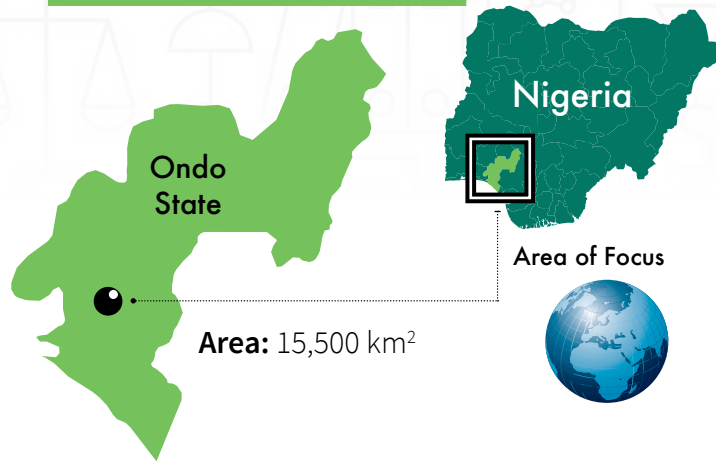 Nigeria
Ondo
State
Area of Focus
Area: 15,500 km²